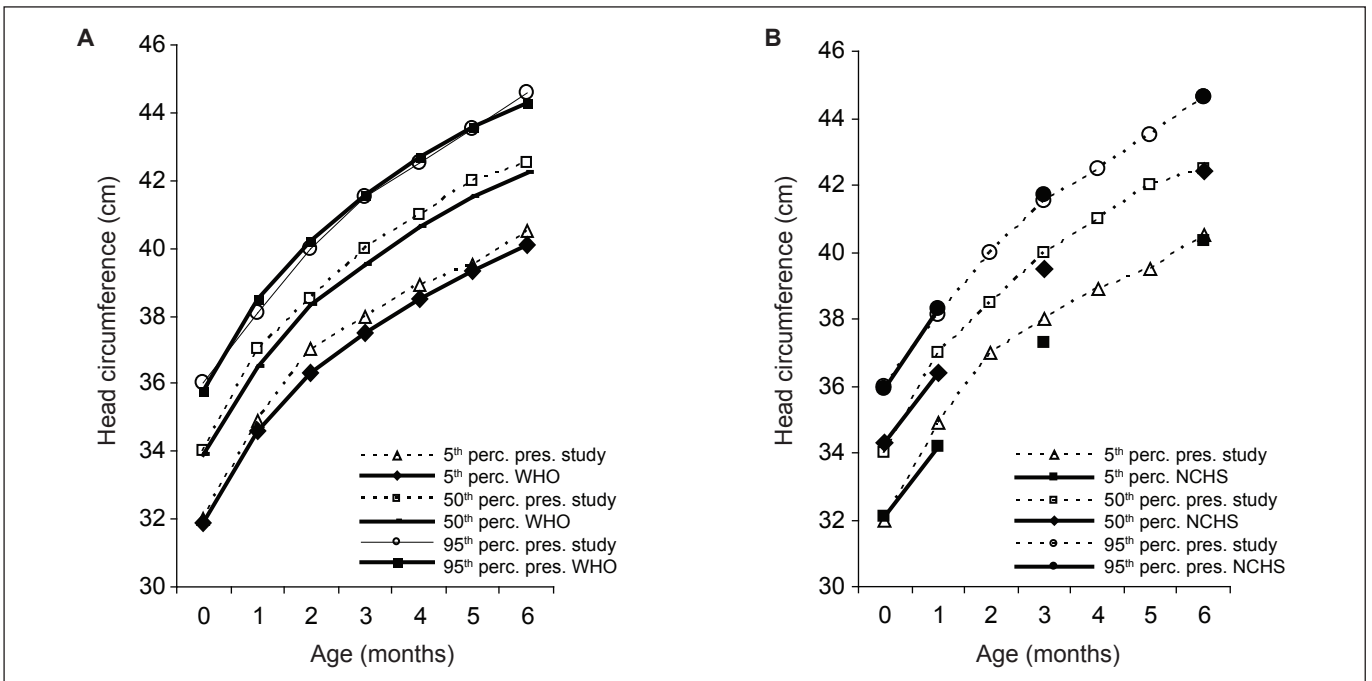 A
Head circumference (cm)
46
44
42
40
38
36
34
32
30
5th perc. pres. study
5th perc. WHO
50th perc. pres. study
50th perc. WHO
95th perc. pres. study
95th perc. pres. WHO
0 1 2 3 4 5 6
Age (months)
B
Head circumference (cm)
46
44
42
40
38
36
34
32
30
5th perc. pres. study
5th perc. NCHS
50th perc. pres. study
50th perc. NCHS
95th perc. pres. study
95th perc. pres. NCHS
0 1 2 3 4 5 6
Age (months)